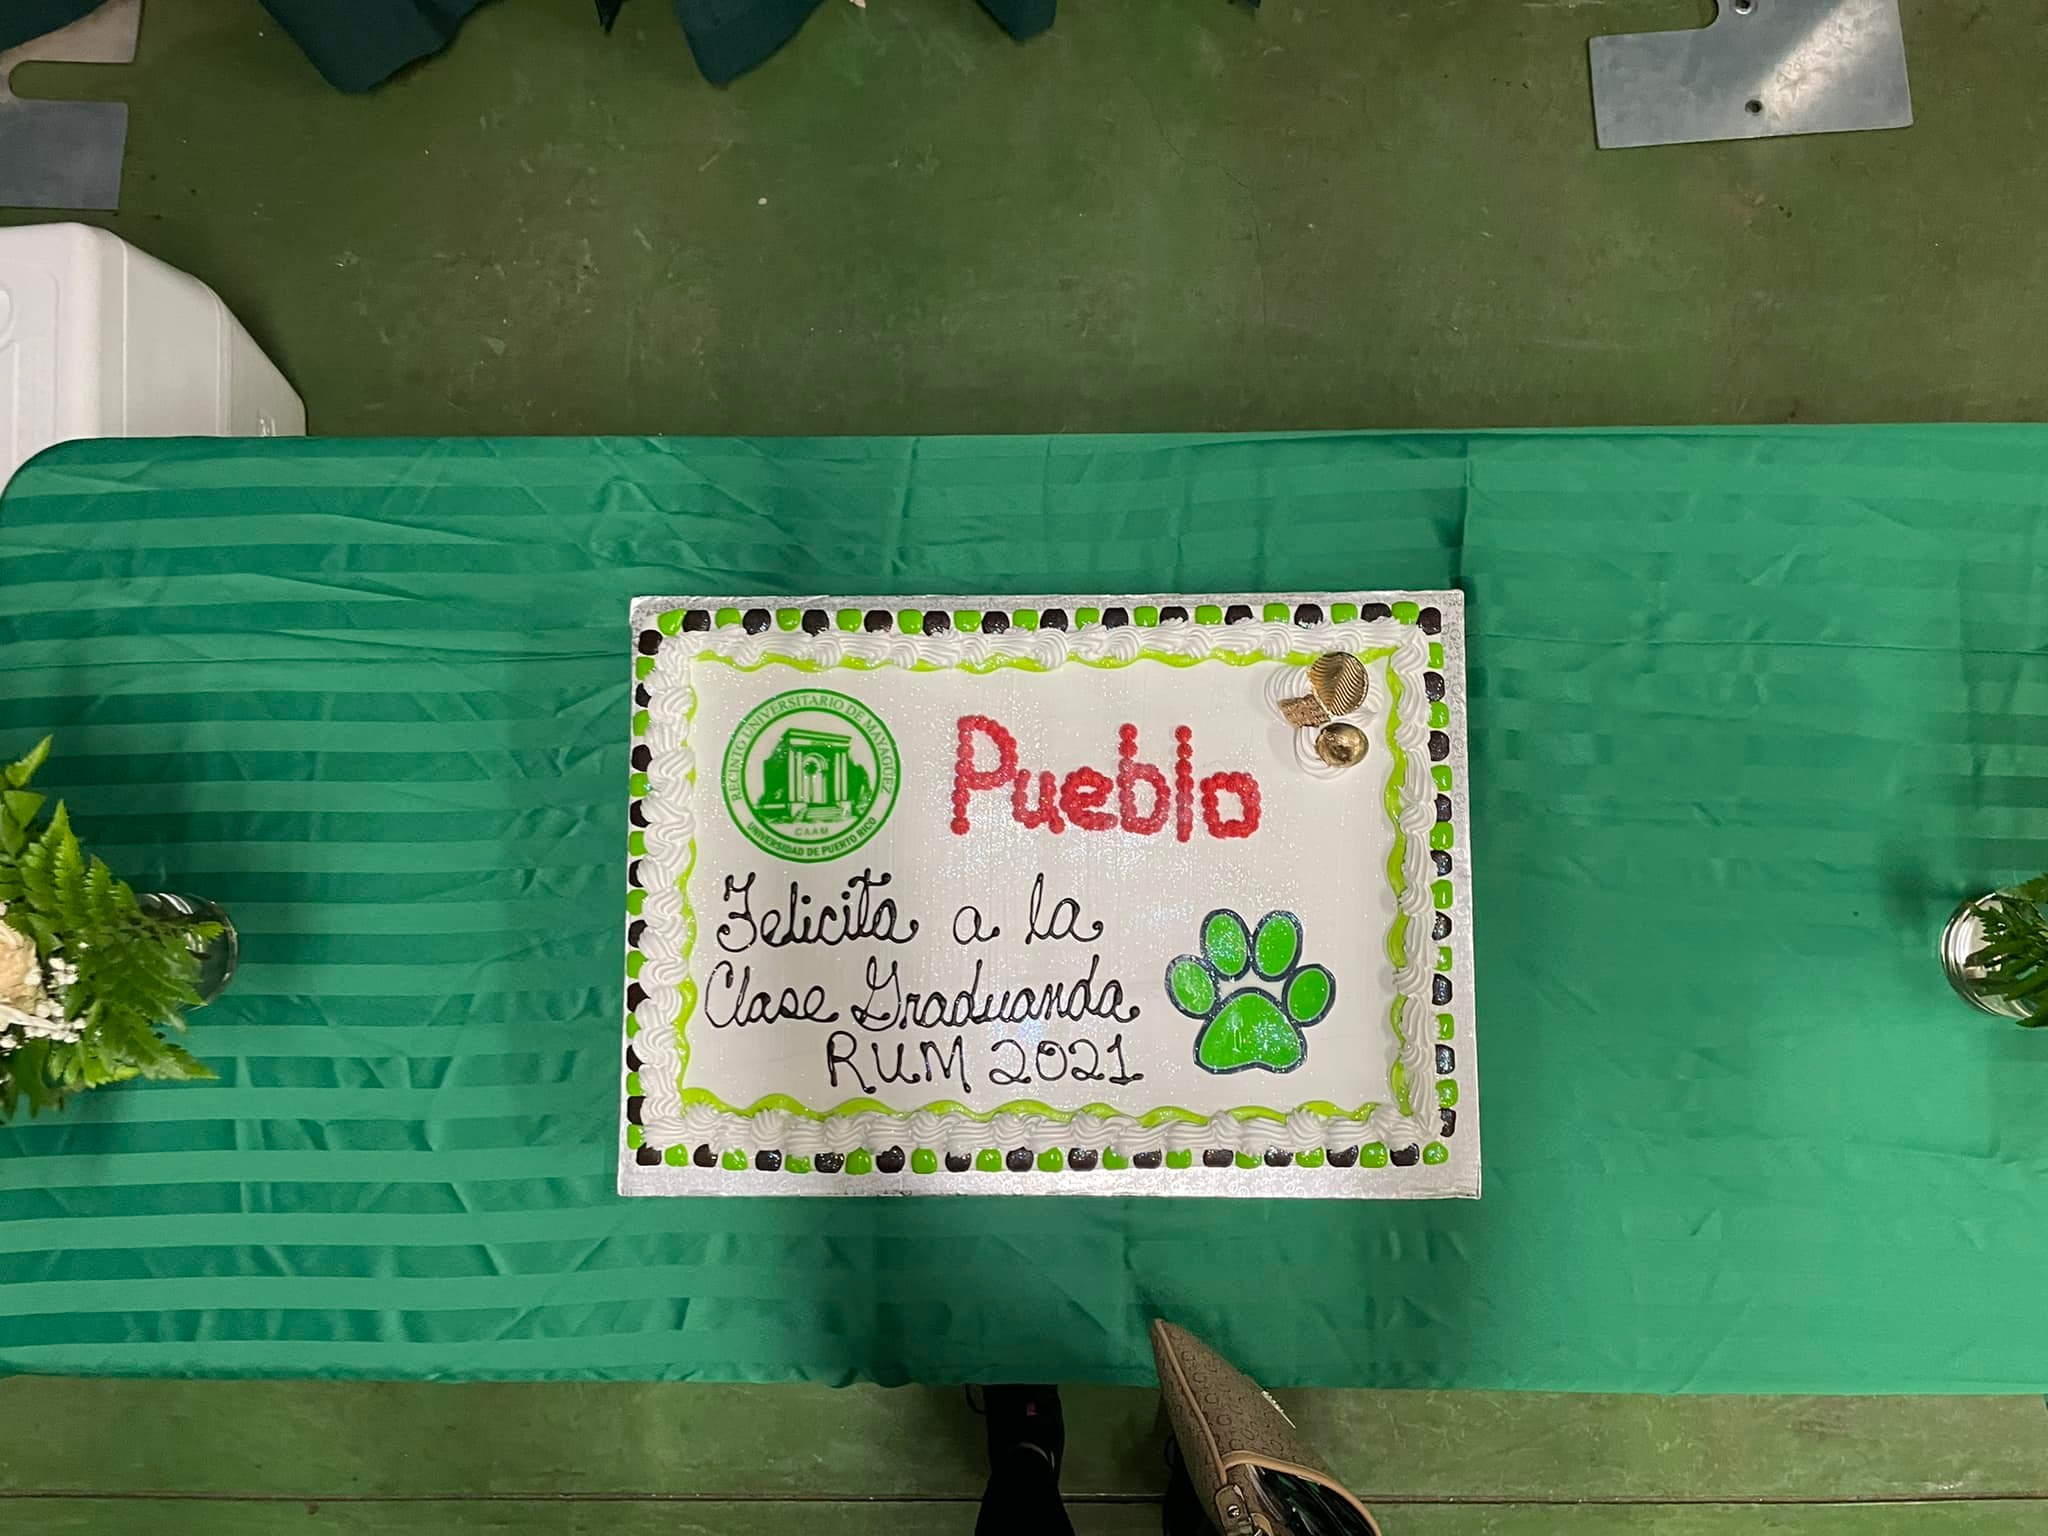 RECINTO UNIVERSITARIO DE MAYAGÜEZ
CAAM
UNIVERSIDAD DE PUERTO RICO
Pueblo
Felicita a la
Clase Graduanda
RUM 2021